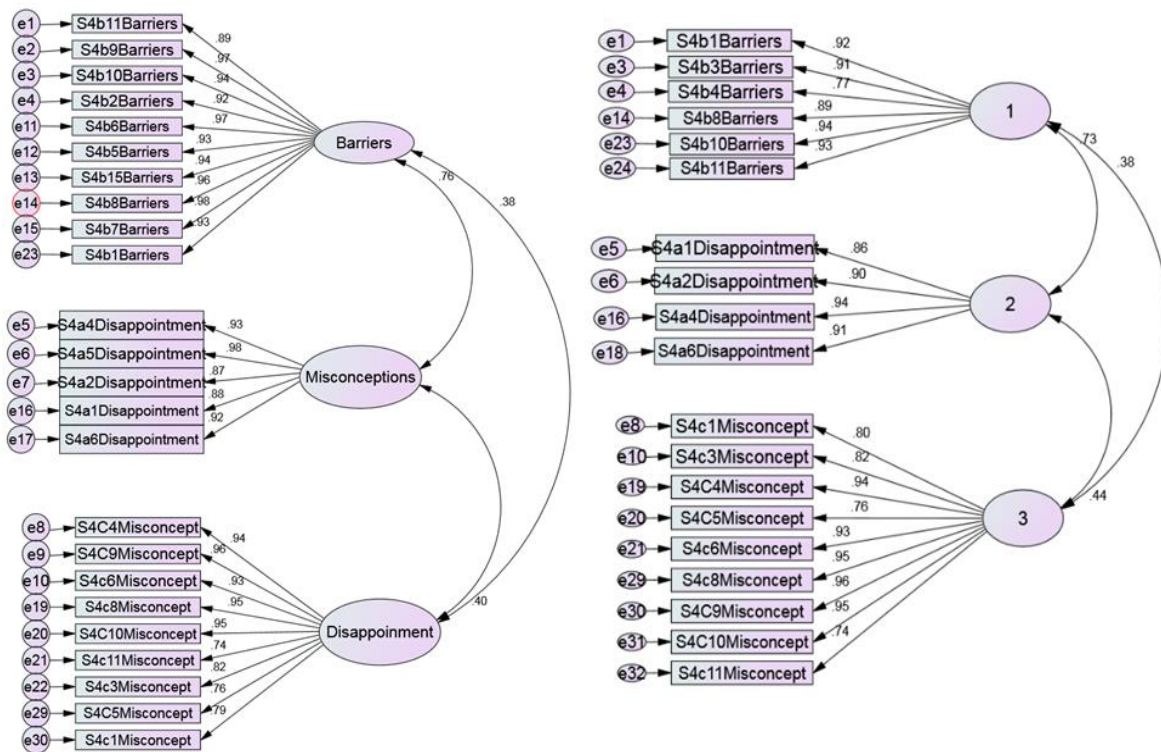 e1 S4b11Barriers .89
e2 S4b9Barriers .97
e3 S4b10Barriers .94
e4 S4b2Barriers .92
e11 S4b6Barriers .97
e12 S4b5Barriers .93
e13 S4b15Barriers .94
e14 S4b8Barriers .96
e15 S4b7Barriers .98
e23 S4b1Barriers .93
Barriers
.76
.38
e5 S4a4Disappointment .93
e6 S4a5Disappointment .98
e7 S4a2Disappointment .87
e16 S4a1Disappointment .88
e17 S4a6Disappointment .92
Misconceptions
e8 S4C4Misconcept .94
e9 S4C9Misconcept .96
e10 S4c6Misconcept .93
e19 S4c8Misconcept .95
e20 S4C10Misconcept .95
e21 S4c11Misconcept .74
e22 S4c3Misconcept .82
e29 S4C5Misconcept .76
e30 S4c1Misconcept .79
Disappoinment
.40
e1 S4b1Barriers .92
e3 S4b3Barriers .91
e4 S4b4Barriers .77
e14 S4b8Barriers .89
e23 S4b10Barriers .94
e24 S4b11Barriers .93
1
.73
.38
e5 S4a1Disappointment .86
e6 S4a2Disappointment .90
e16 S4a4Disappointment .94
e18 S4a6Disappointment .91
2
e8 S4c1Misconcept .80
e10 S4c3Misconcept .82
e19 S4C4Misconcept .94
e20 S4C5Misconcept .76
e21 S4c6Misconcept .93
e29 S4c8Misconcept .95
e30 S4C9Misconcept .96
e31 S4C10Misconcept .95
e32 S4c11Misconcept .74
3
.44